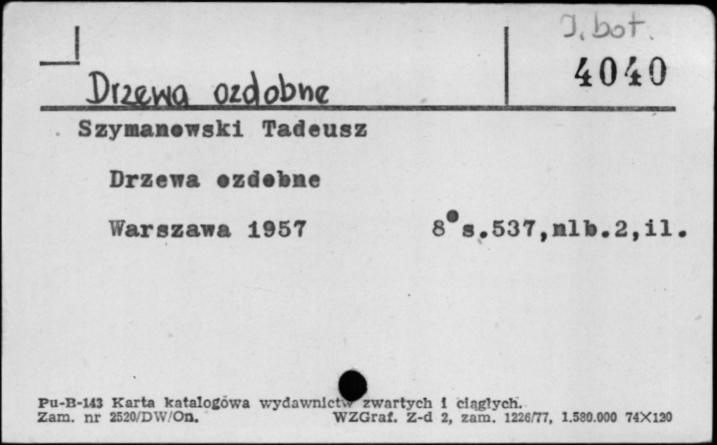 I. bot.
4040
Drzewa ozdobne
Szymanowski Tadeusz
Drzewa ozdobne
Warszawa 1957 8° s.537,nlb.2,il.
Pu-B-143 Karta katalogowa wydawnictw zwartych i ciągłych.
Zam. nr 2520/DW/On. WZGraf. Z-d 2, zam. 1226/77, 1.580.000 74X120